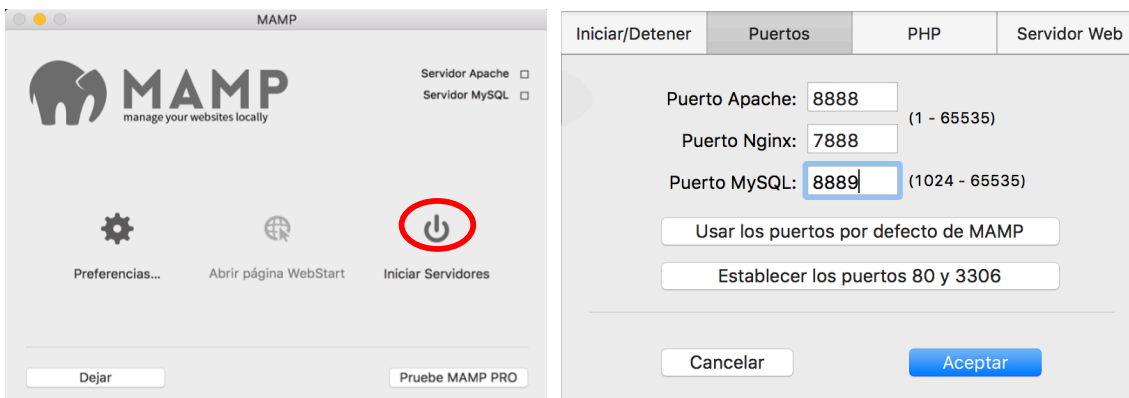 MAMP
MAMP
manage your websites locally
Servidor Apache
Servidor MySQL
Preferencias...
Abrir página WebStart
Iniciar Servidores
Dejar
Pruebe MAMP PRO
Iniciar/Detener
Puertos
PHP
Servidor Web
Puerto Apache: 8888
(1 - 65535)
Puerto Nginx: 7888
Puerto MySQL: 8889 (1024 - 65535)
Usar los puertos por defecto de MAMP
Establecer los puertos 80 y 3306
Cancelar
Aceptar